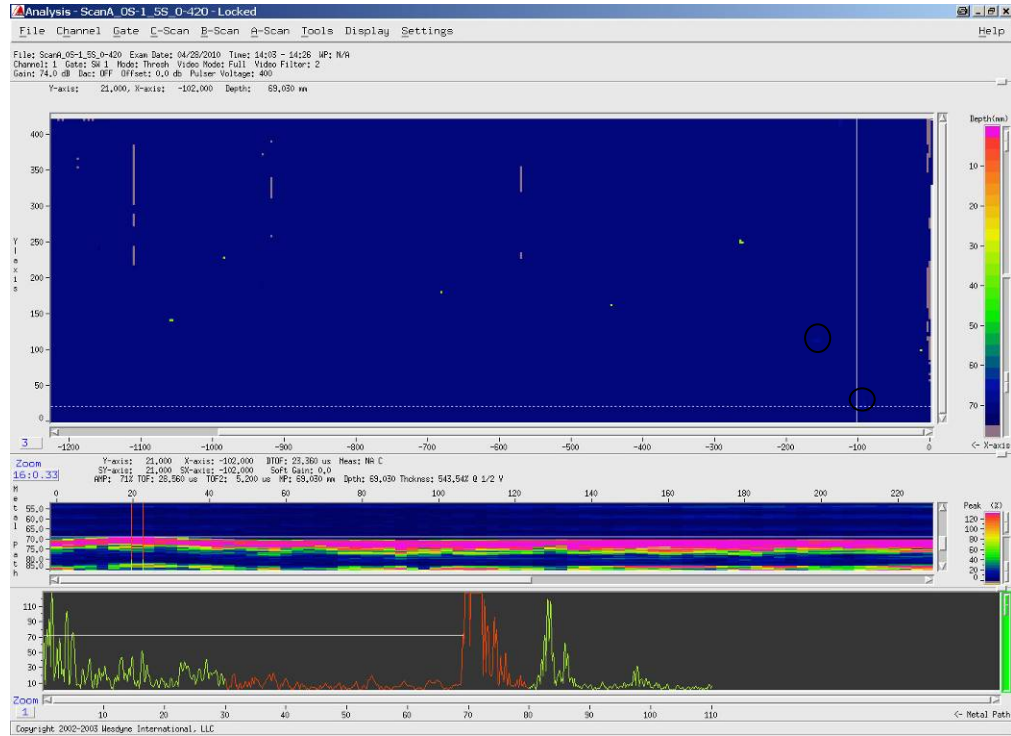 Analysis - ScanA_OS-1_5S_0-420 - Locked
File Channel Gate C-Scan B-Scan A-Scan Tools Display Settings Help
File: ScanA_OS-1_5S_0-420 Exam Date: 04/28/2010 Time: 14:03 - 14:26 WP: N/A
Channel: 1 Gate: SW 1 Mode: Thresh Video Mode: Full Video Filter: 2
Gain: 74.0 dB Dac: OFF Offset: 0.0 db Pulser Voltage: 400
Y-axis: 21.000, X-axis: -102.000 Depth: 69.030 mm
Depth(mm)
400
350
300
250
200
150
100
50
0
Y-axis
10
20
30
40
50
60
70
3 -1200 -1100 -1000 -900 -800 -700 -600 -500 -400 -300 -200 -100 0 <- X-axis
Zoom
16:0.33
Y-axis: 21.000 X-axis: -102.000 DTOF: 23.360 us Meas: NA C
SY-axis: 21.000 SX-axis: -102.000 Soft Gain: 0.0
AMP: 71% TOF: 28.560 us TOF2: 5.200 us MP: 69.030 mm Dpth: 69.030 Thcknss: 543.54% @ 1/2 V
0 20 40 60 80 100 120 140 160 180 200 220
Metal Path
55.0
60.0
65.0
70.0
75.0
80.0
85.0
Peak (%)
120
100
80
60
40
20
0
110
90
70
50
30
10
Zoom
1 10 20 30 40 50 60 70 80 90 100 110 <- Metal Path
Copyright 2002-2003 Wesdyne International, LLC